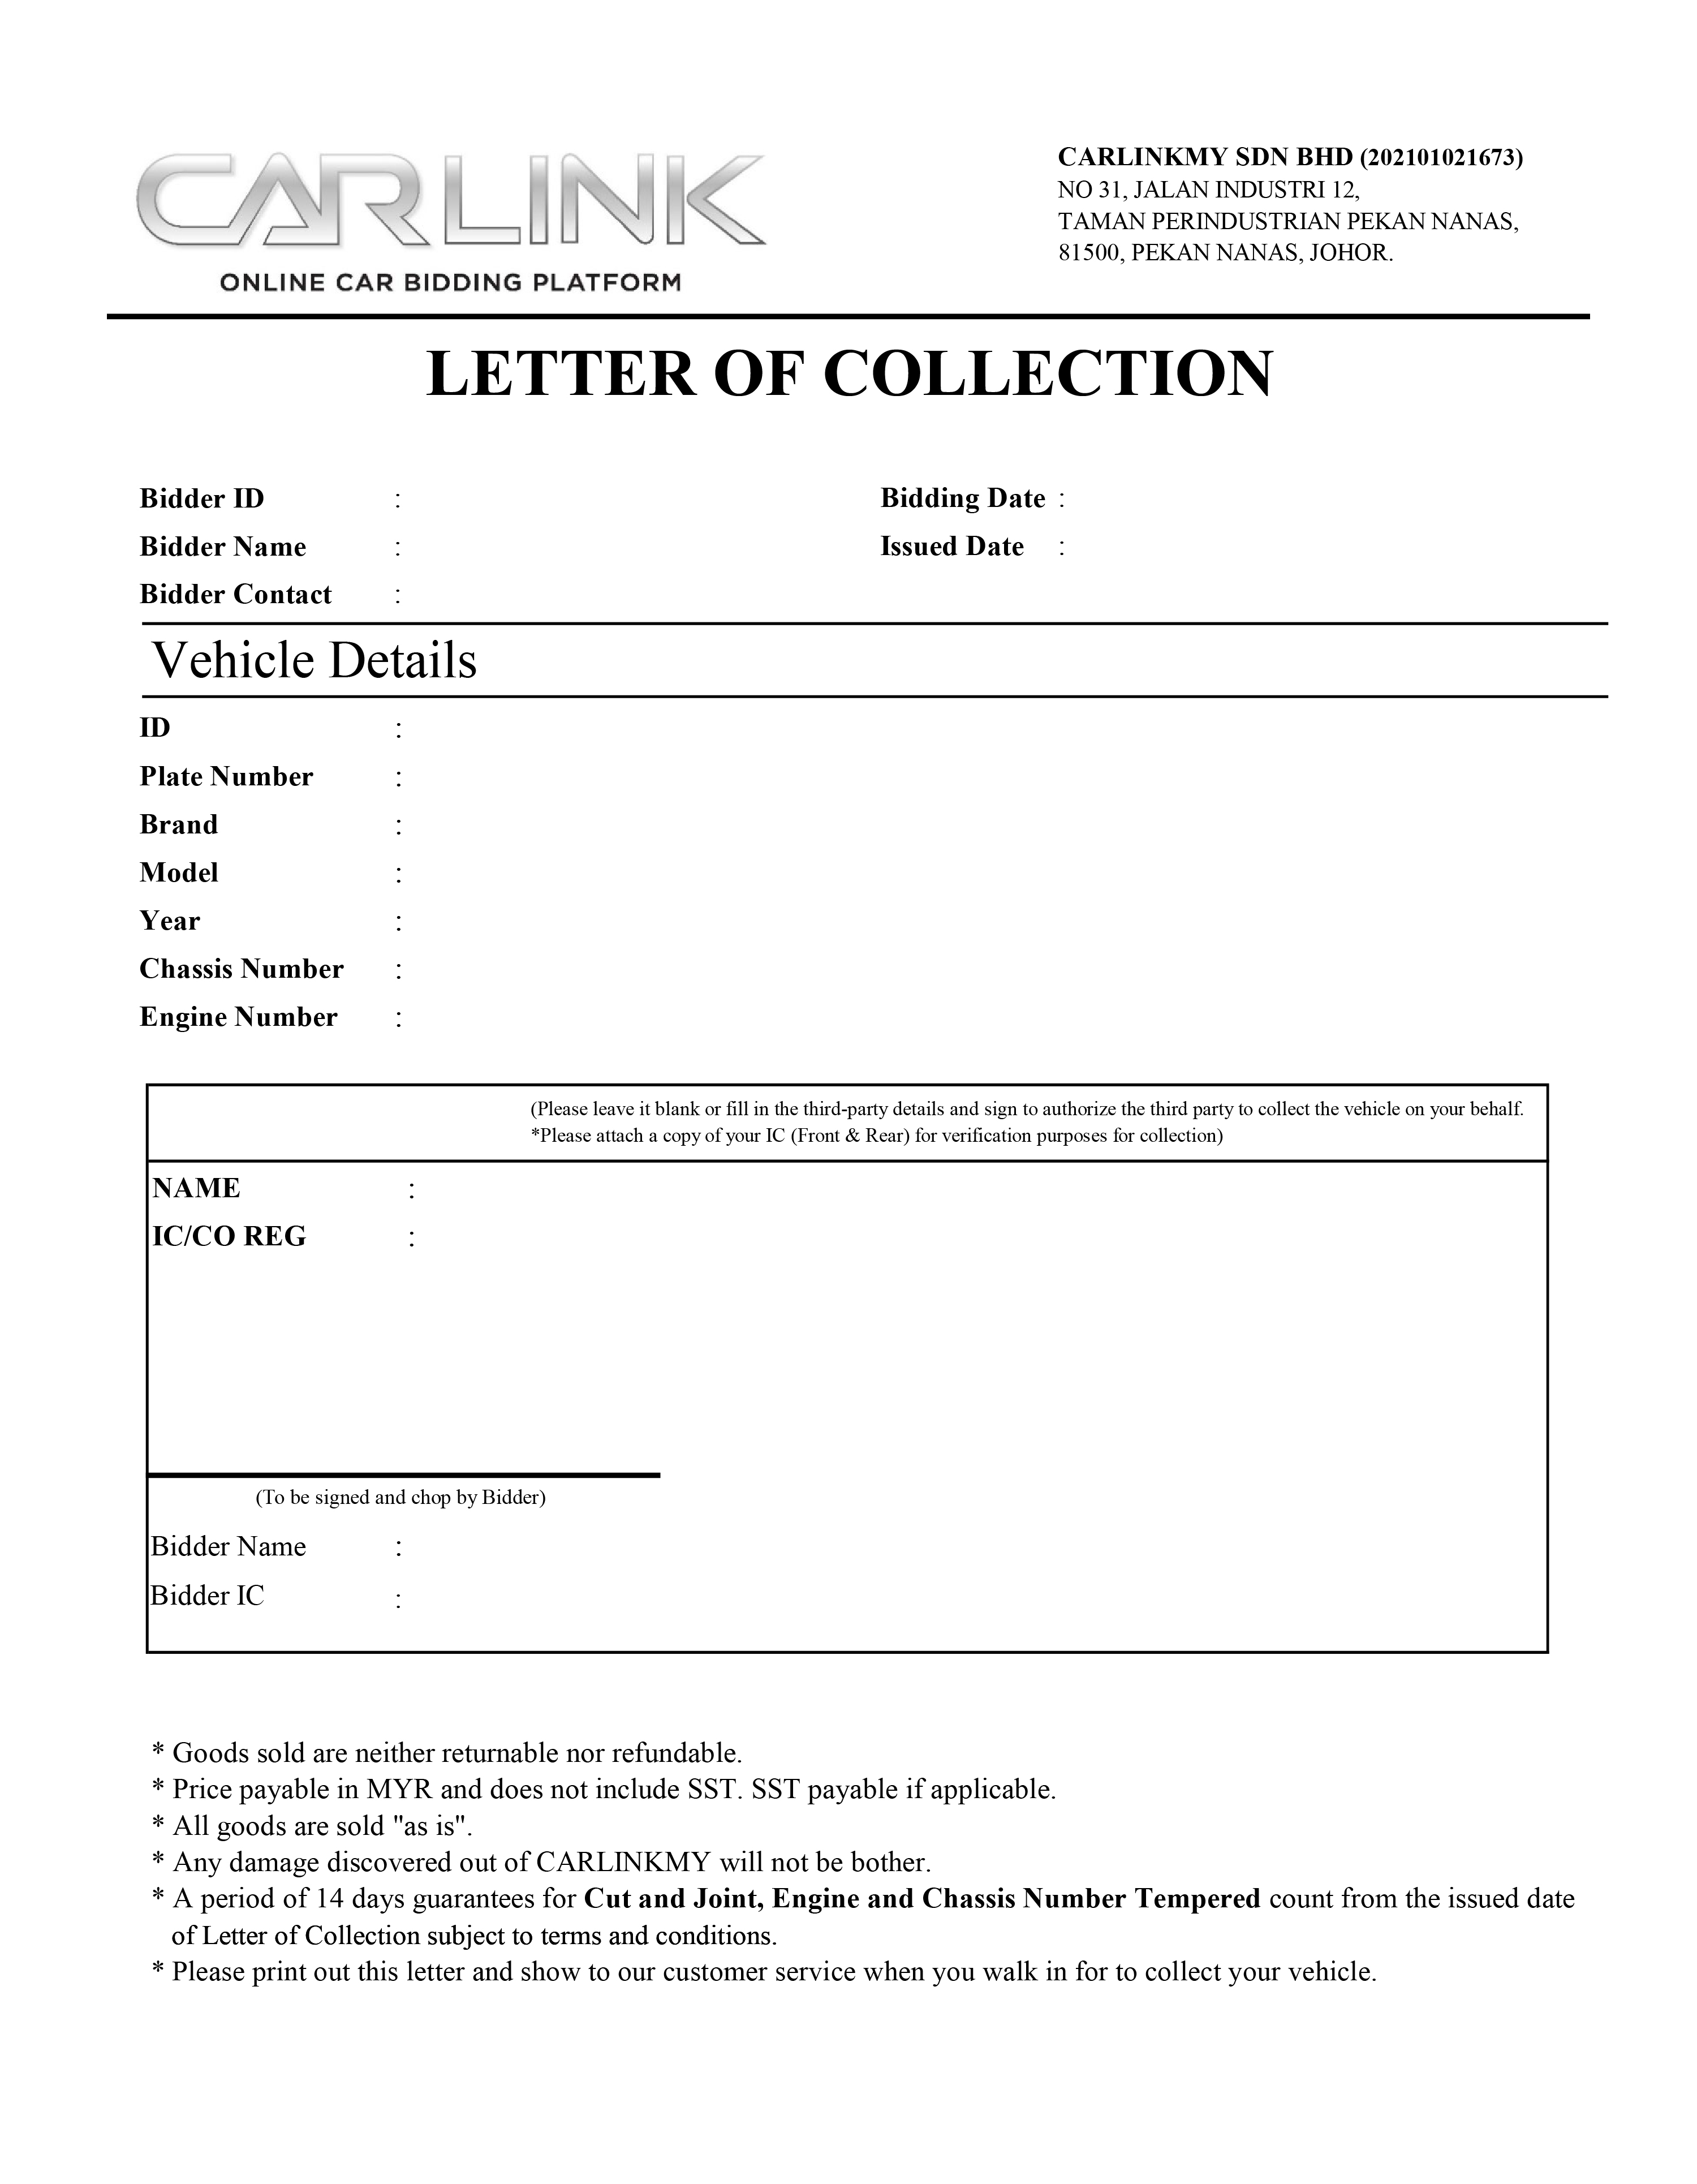 CARLINK
ONLINE CAR BIDDING PLATFORM
CARLINKMY SDN BHD (202101021673)
NO 31, JALAN INDUSTRI 12,
TAMAN PERINDUSTRIAN PEKAN NANAS,
81500, PEKAN NANAS, JOHOR.
LETTER OF COLLECTION
Bidder ID : Bidding Date :
Bidder Name : Issued Date :
Bidder Contact :
Vehicle Details
ID :
Plate Number :
Brand :
Model :
Year :
Chassis Number :
Engine Number :
(Please leave it blank or fill in the third-party details and sign to authorize the third party to collect the vehicle on your behalf.
*Please attach a copy of your IC (Front & Rear) for verification purposes for collection)
NAME :
IC/CO REG :
(To be signed and chop by Bidder)
Bidder Name :
Bidder IC :
* Goods sold are neither returnable nor refundable.
* Price payable in MYR and does not include SST. SST payable if applicable.
* All goods are sold "as is".
* Any damage discovered out of CARLINKMY will not be bother.
* A period of 14 days guarantees for Cut and Joint, Engine and Chassis Number Tempered count from the issued date
of Letter of Collection subject to terms and conditions.
* Please print out this letter and show to our customer service when you walk in for to collect your vehicle.